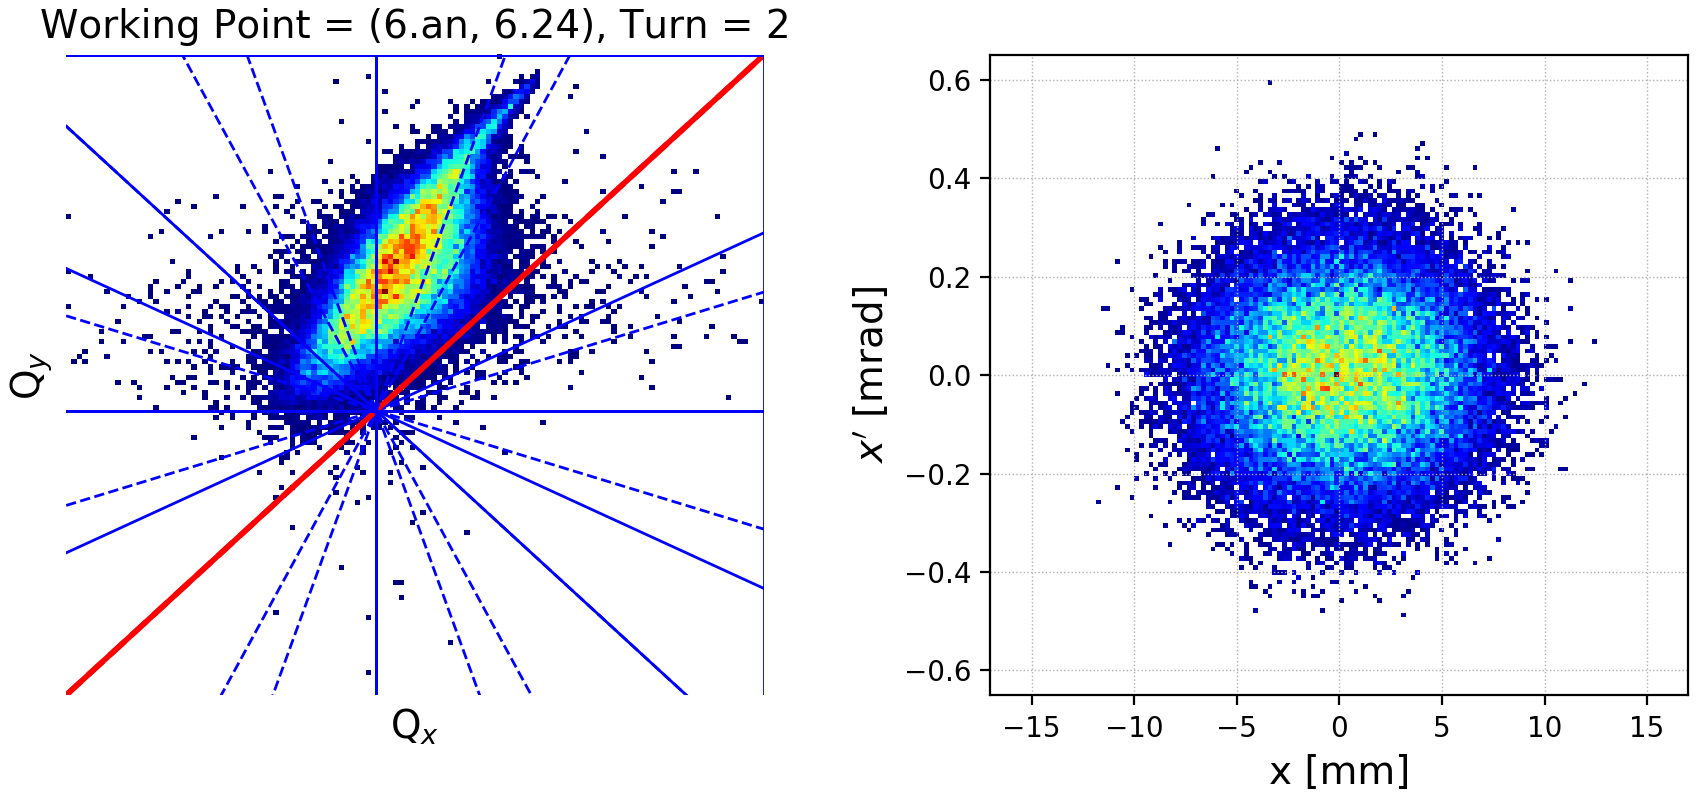 Working Point = (6.an, 6.24), Turn = 2
Qy
Qx
0.6
0.4
0.2
0.0
−0.2
−0.4
−0.6
x′ [mrad]
−15 −10 −5 0 5 10 15
x [mm]